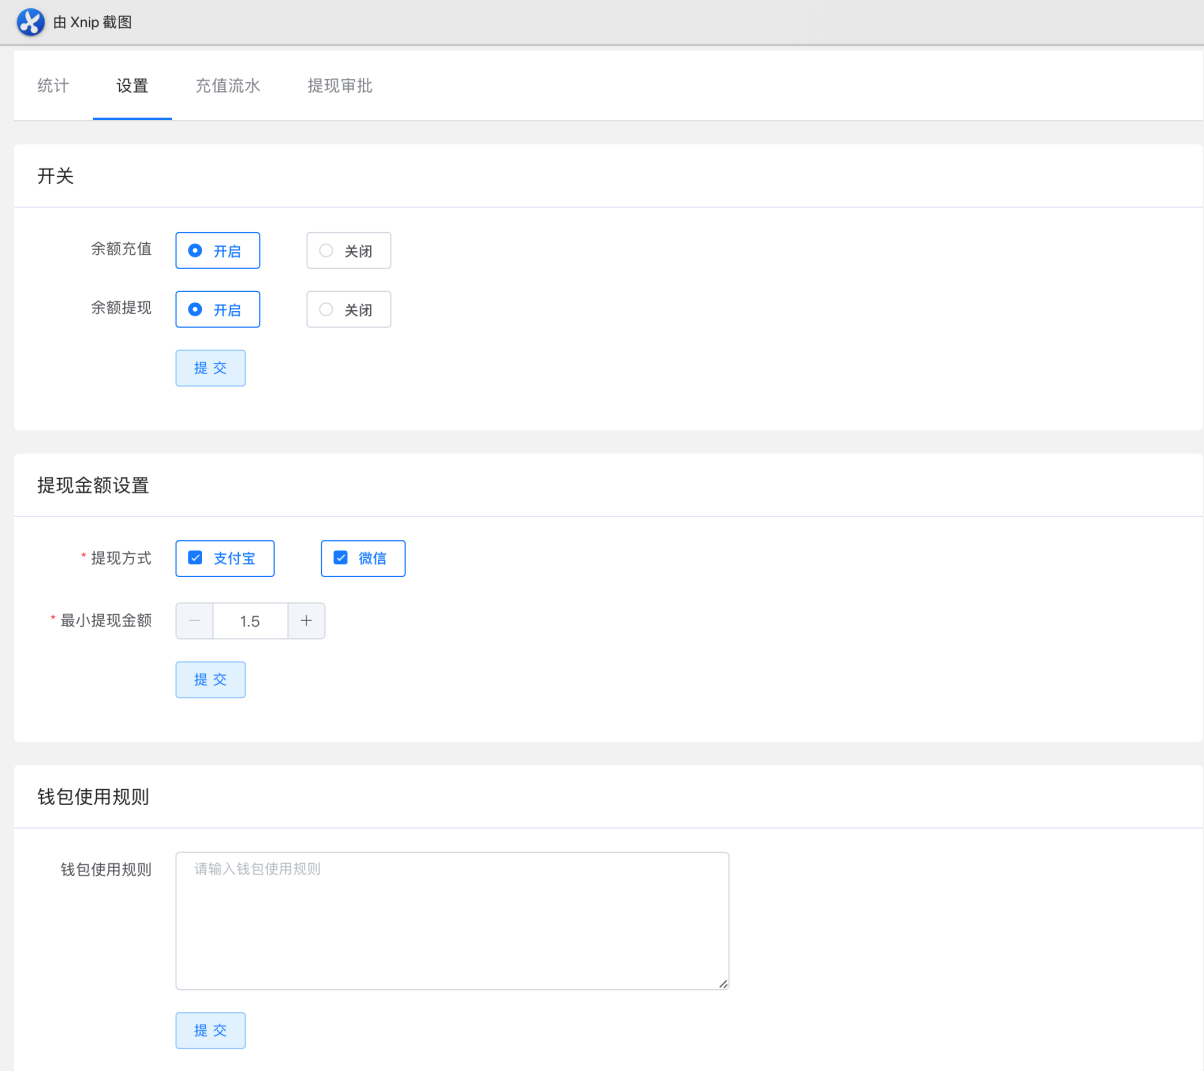 由 Xnip 截图
统计 设置 充值流水 提现审批
开关
余额充值 开启 关闭
余额提现 开启 关闭
提 交
提现金额设置
* 提现方式 支付宝 微信
* 最小提现金额 1.5
提 交
钱包使用规则
钱包使用规则 请输入钱包使用规则
提 交